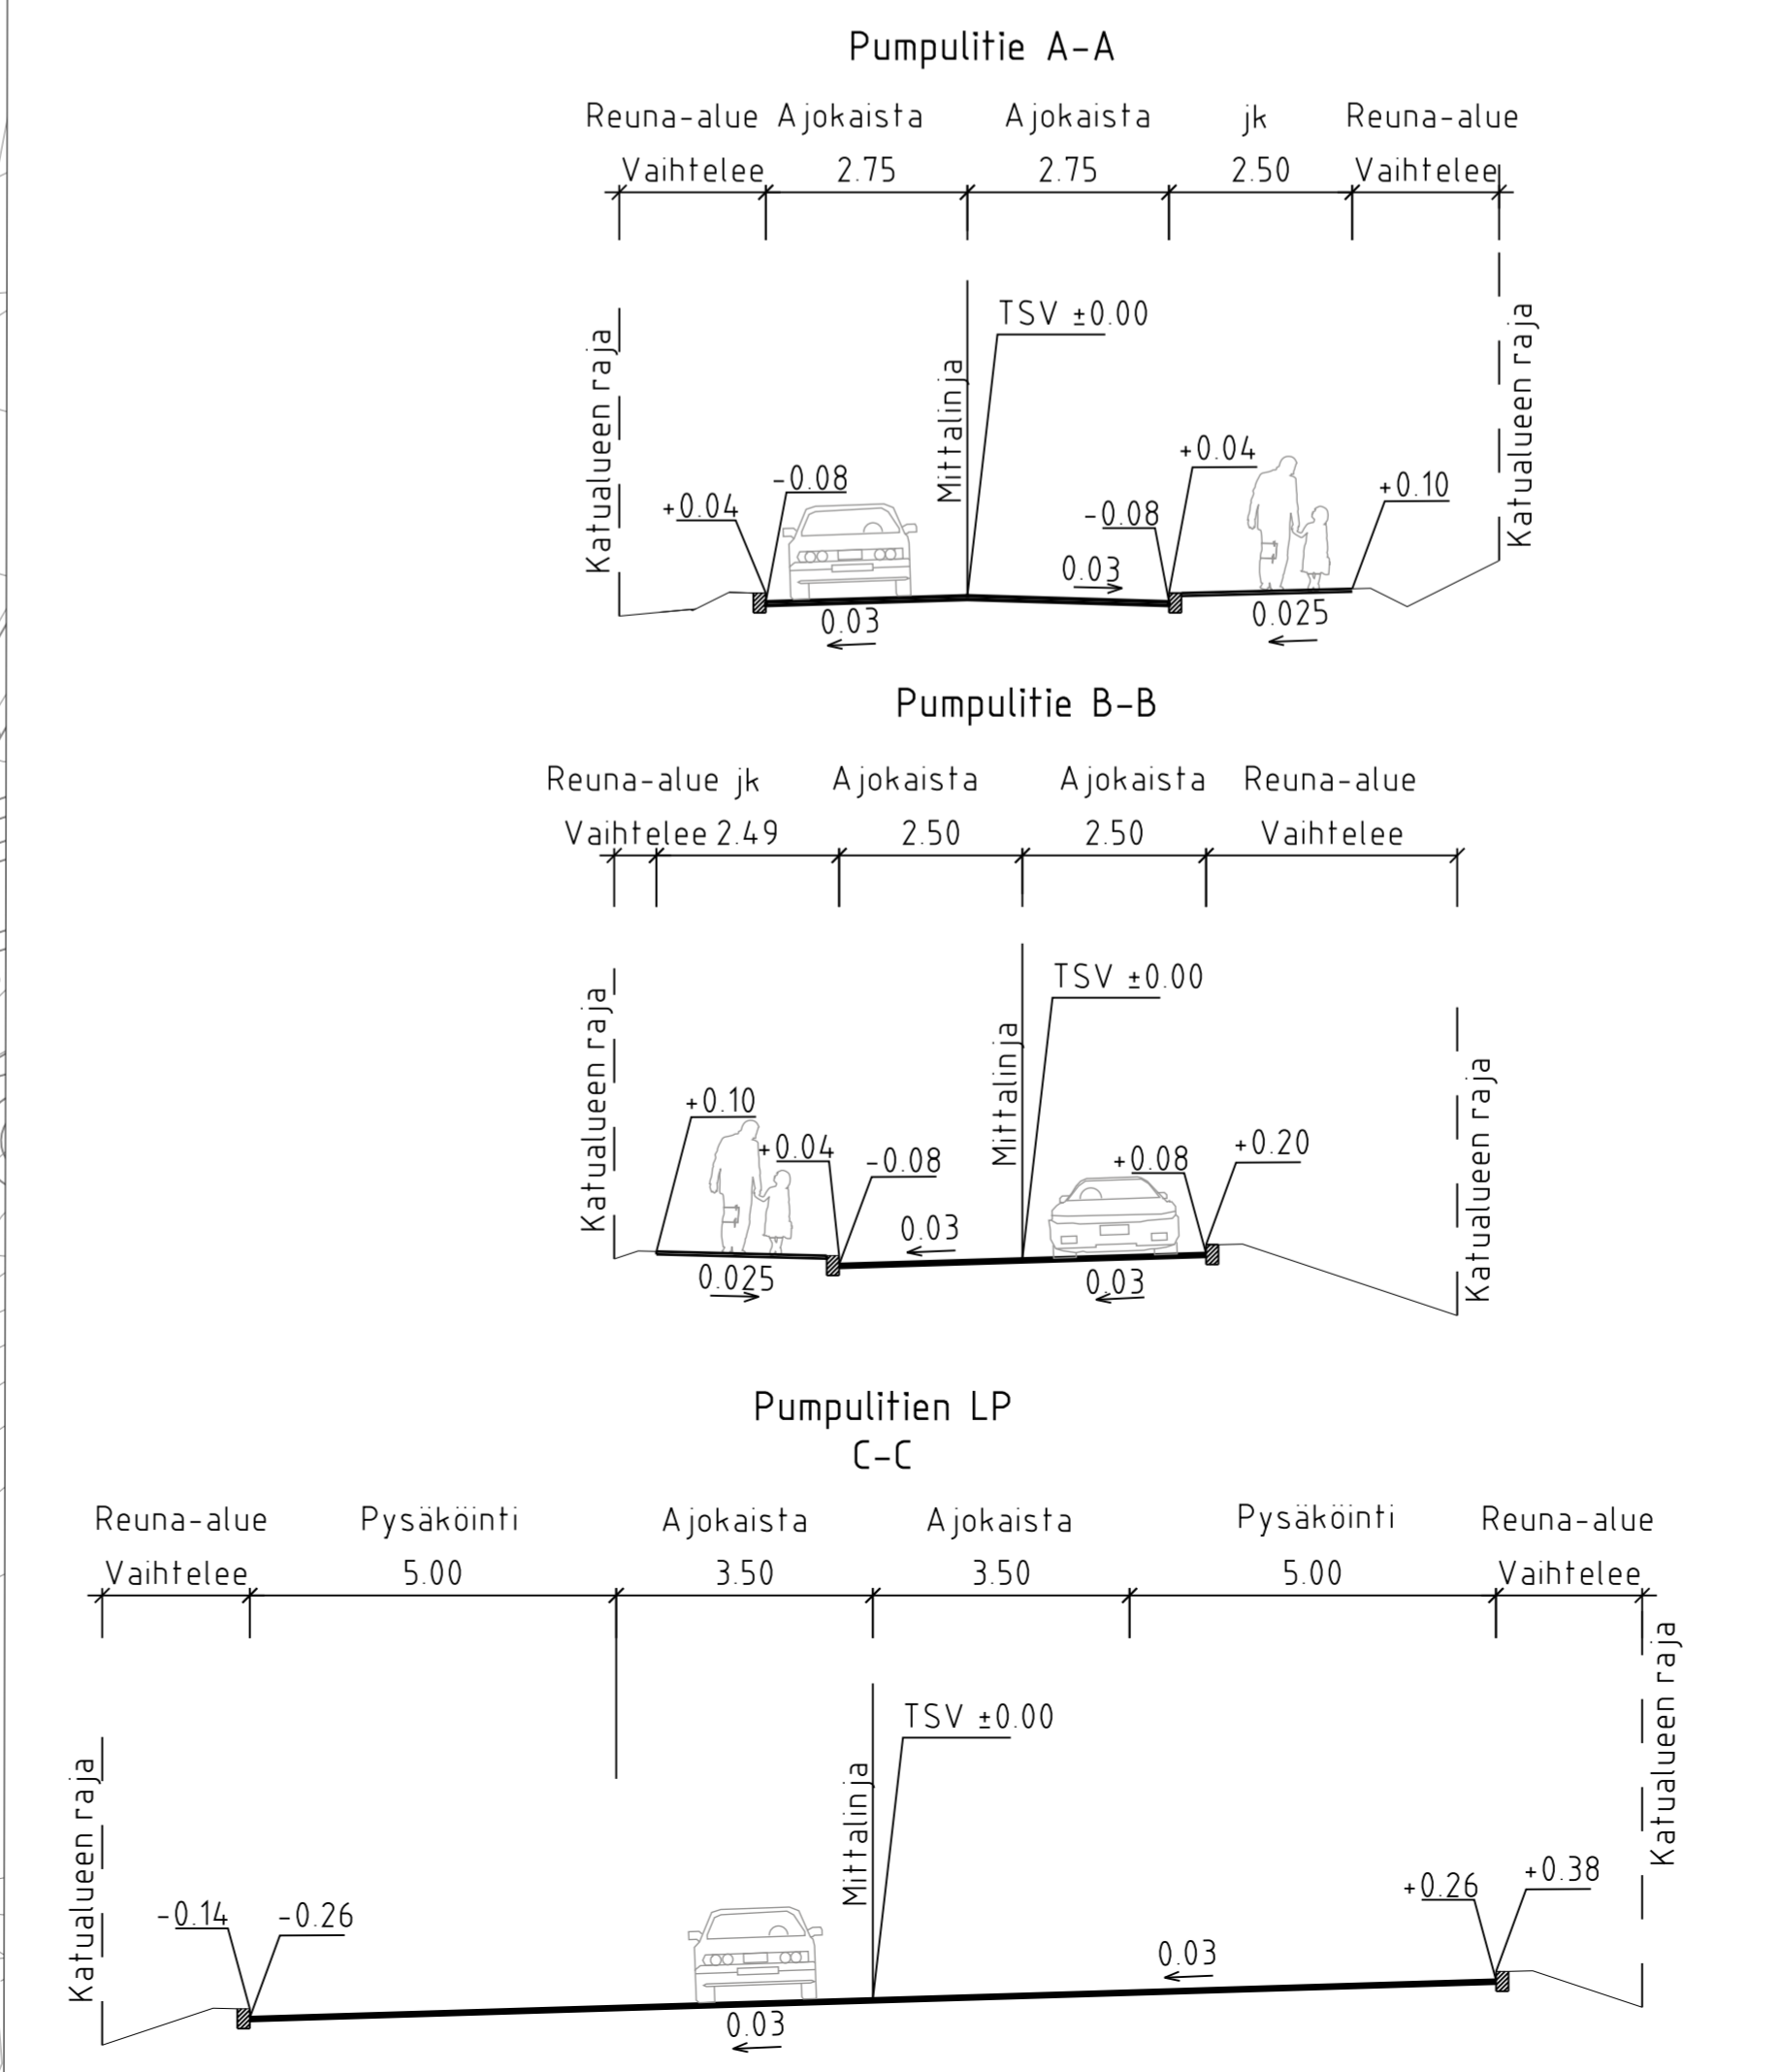 Pumpulitie A-A
Reuna-alue Ajokaista Ajokaista jk Reuna-alue
Vaihtelee 2.75 2.75 2.50 Vaihtelee
TSV ±0.00
Katualueen raja
Mittalinja
Katualueen raja
+0.04
-0.08
-0.08
+0.04
+0.10
0.03
0.03
0.025
Pumpulitie B-B
Reuna-alue jk Ajokaista Ajokaista Reuna-alue
Vaihtelee 2.49 2.50 2.50 Vaihtelee
TSV ±0.00
Katualueen raja
Mittalinja
Katualueen raja
+0.10
+0.04
-0.08
+0.08
+0.20
0.03
0.025
0.03
Pumpulitien LP
C-C
Reuna-alue Pysäköinti Ajokaista Ajokaista Pysäköinti Reuna-alue
Vaihtelee 5.00 3.50 3.50 5.00 Vaihtelee
TSV ±0.00
Katualueen raja
Mittalinja
Katualueen raja
-0.14
-0.26
+0.26
+0.38
0.03
0.03